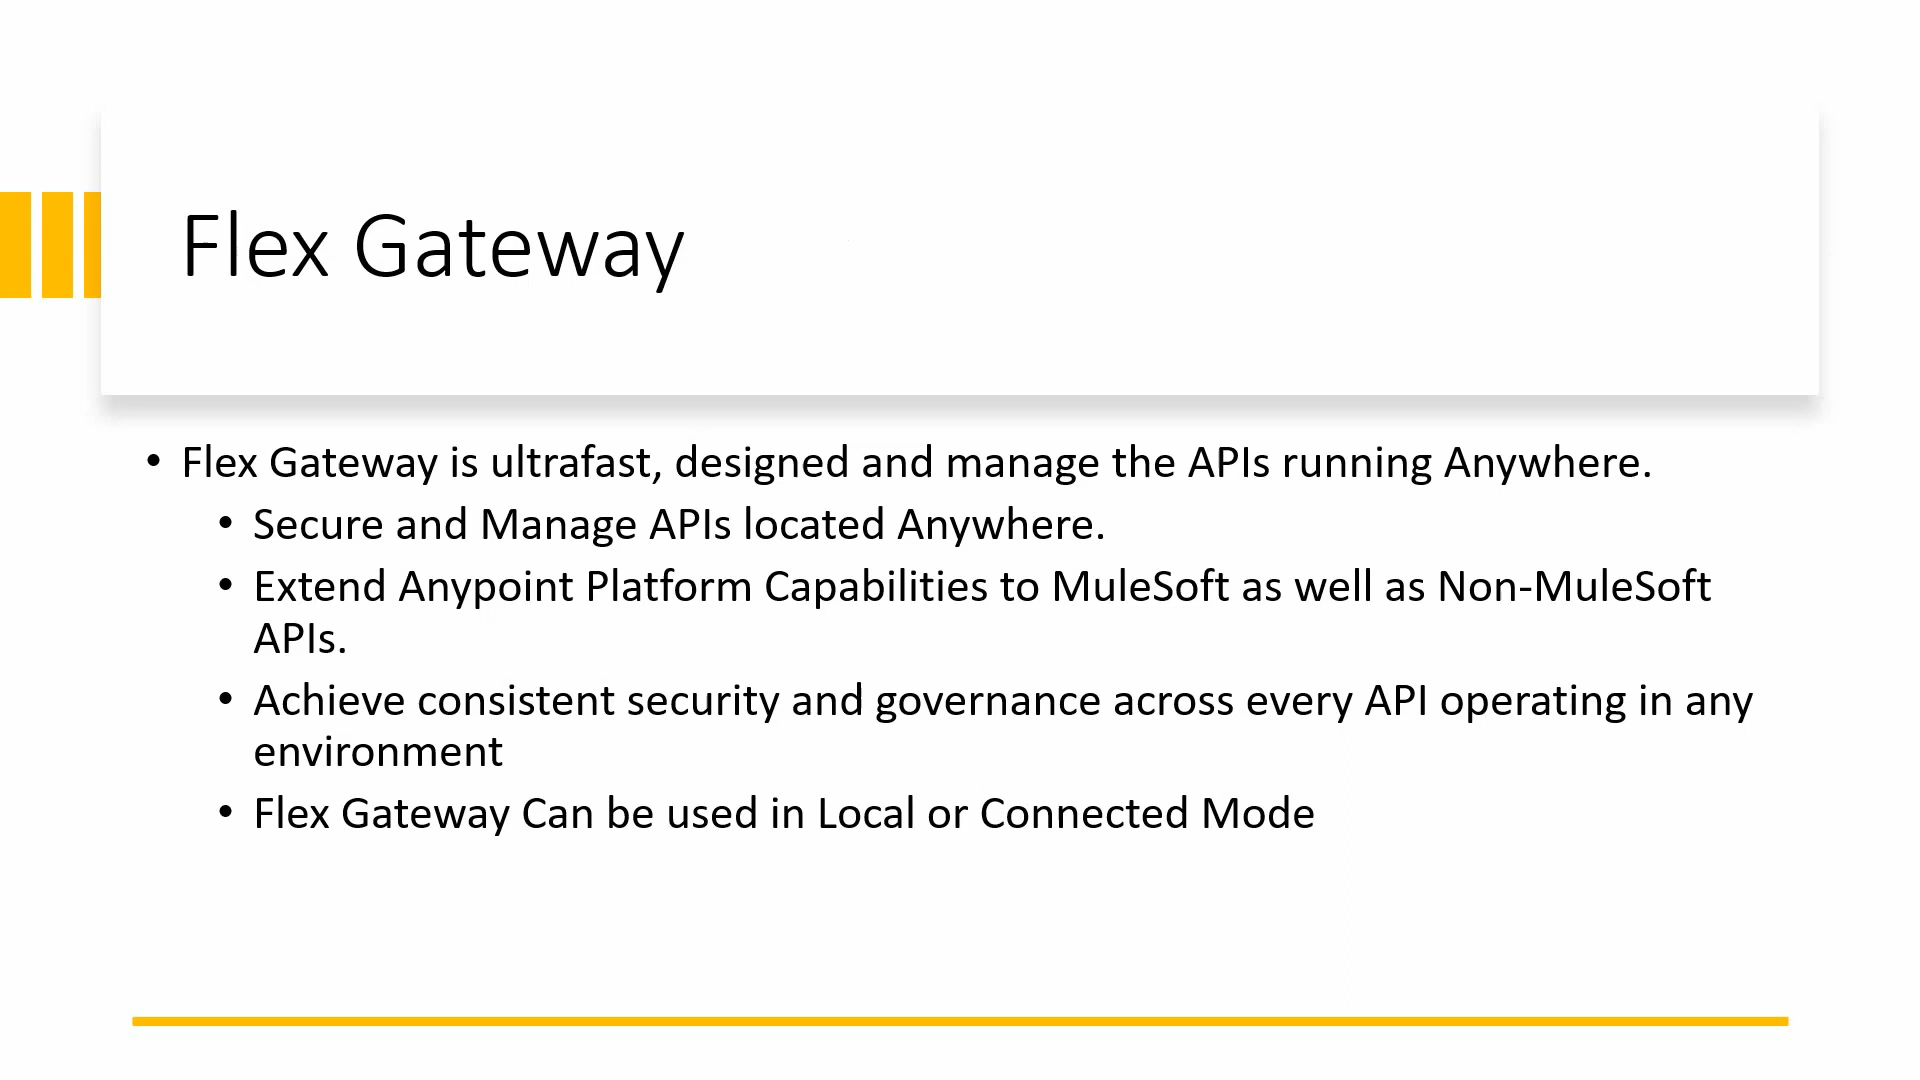 Flex Gateway
• Flex Gateway is ultrafast, designed and manage the APIs running Anywhere.
• Secure and Manage APIs located Anywhere.
• Extend Anypoint Platform Capabilities to MuleSoft as well as Non-MuleSoft
APIs.
• Achieve consistent security and governance across every API operating in any
environment
• Flex Gateway Can be used in Local or Connected Mode